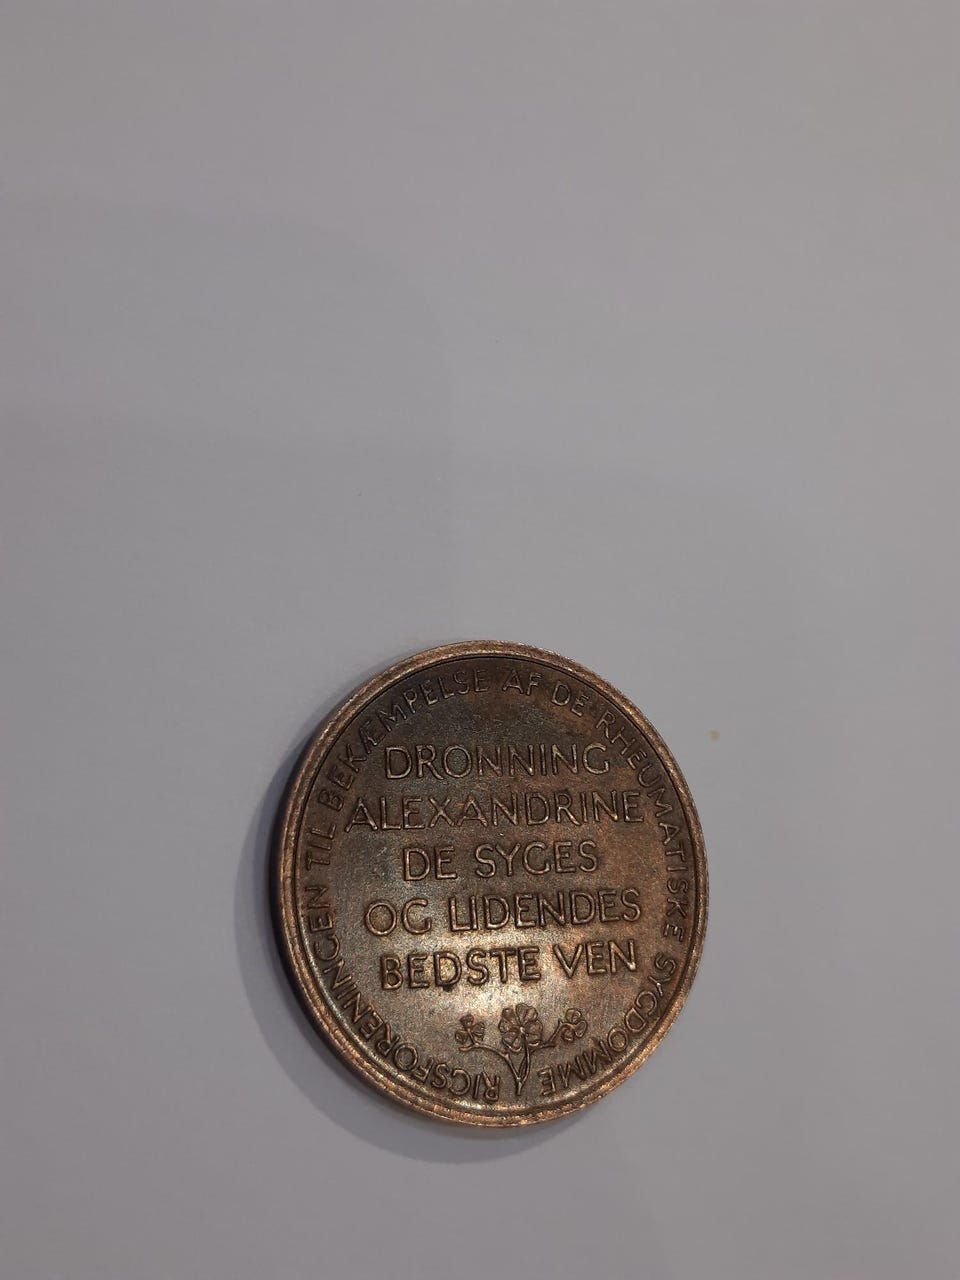 RIGSFORENINGEN TIL BEKÆMPELSE AF DE RHEUMATISKE SYGDOMME
DRONNING
ALEXANDRINE
DE SYGES
OG LIDENDES
BEDSTE VEN